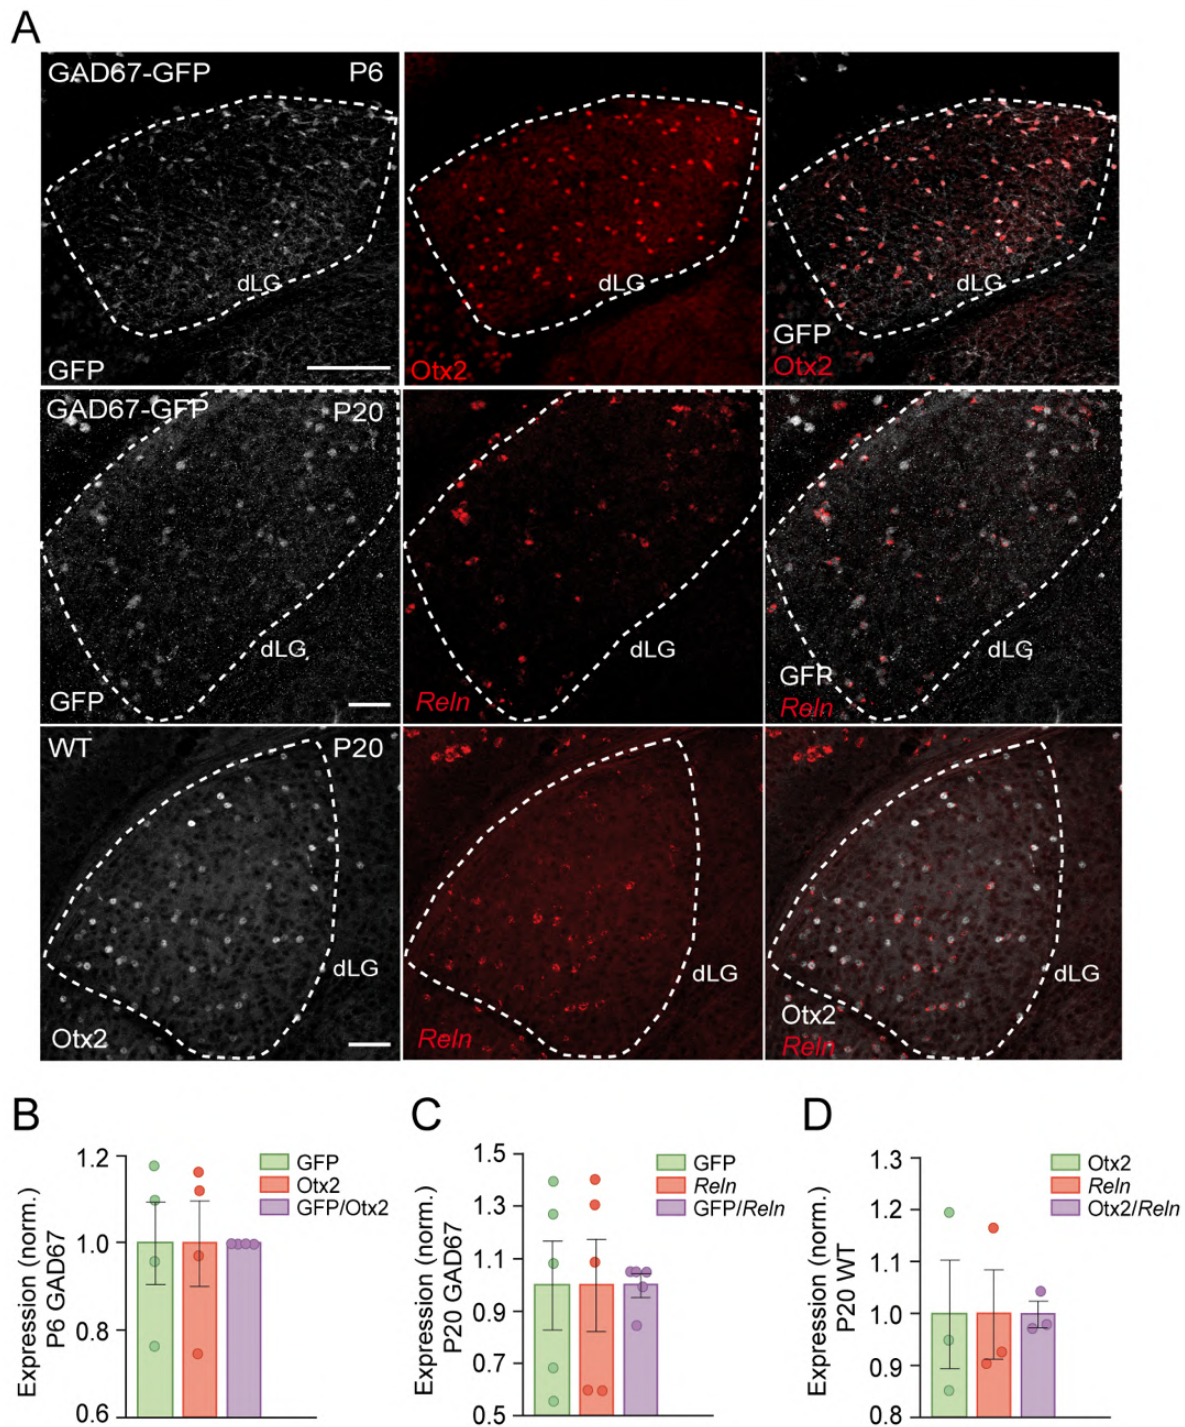 A
GAD67-GFP P6
dLG dLG dLG
GFP
GFP Otx2 Otx2
GAD67-GFP P20
dLG dLG dLG
GFP
GFP Reln Reln
WT P20
dLG dLG dLG
Otx2
Otx2 Reln Reln
B
Expression (norm.)
P6 GAD67
1.2
1.0
0.8
0.6
GFP
Otx2
GFP/Otx2
C
Expression (norm.)
P20 GAD67
1.5
1.3
1.1
0.9
0.7
0.5
GFP
Reln
GFP/Reln
D
Expression (norm.)
P20 WT
1.3
1.2
1.1
1.0
0.9
0.8
Otx2
Reln
Otx2/Reln